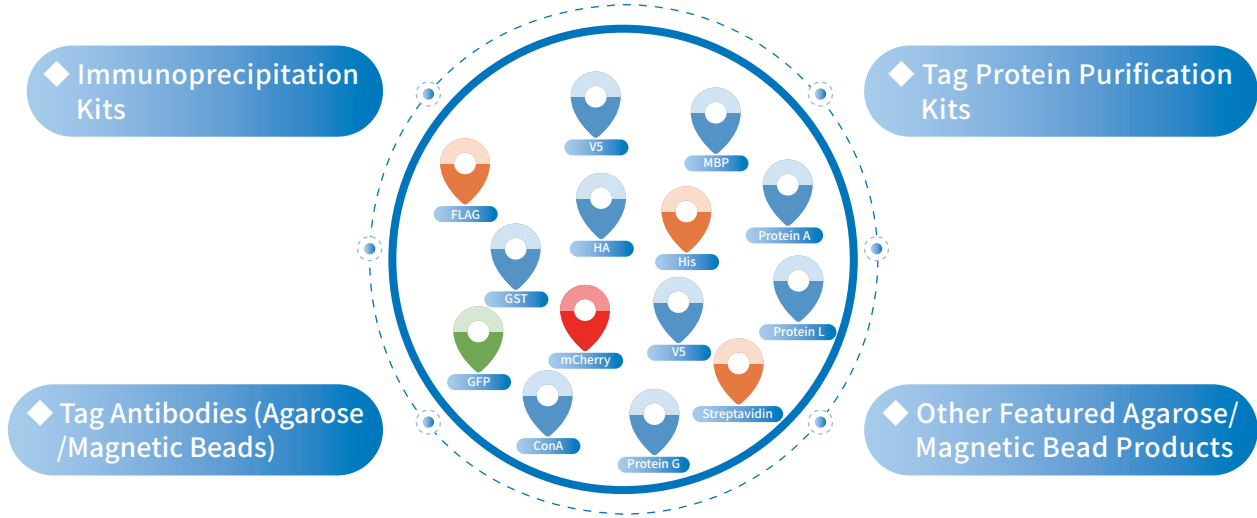 ◆ Immunoprecipitation
Kits
◆ Tag Protein Purification
Kits
V5
MBP
FLAG
HA
Protein A
His
GST
Protein L
mCherry
V5
GFP
Streptavidin
ConA
Protein G
◆ Tag Antibodies (Agarose
/Magnetic Beads)
◆ Other Featured Agarose/
Magnetic Bead Products